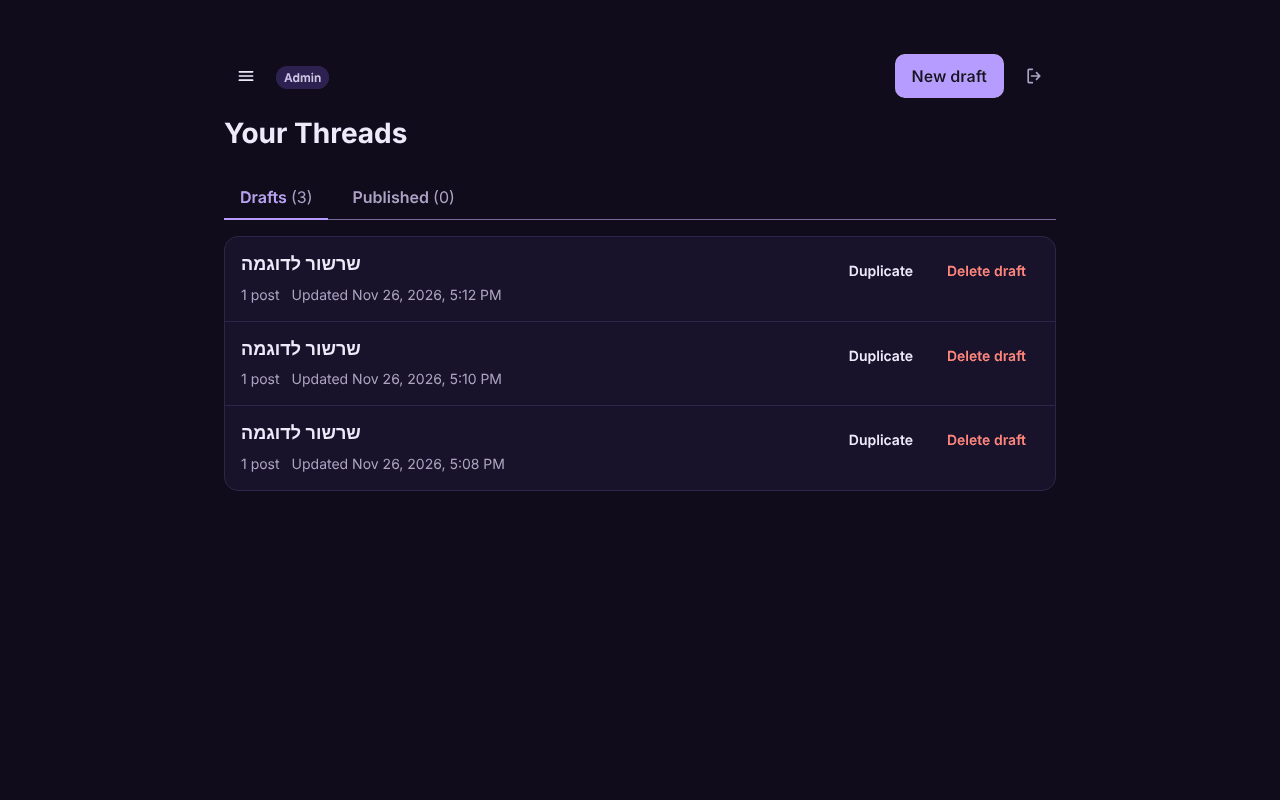 Admin
New draft
Your Threads
Drafts (3) Published (0)
שרשור לדוגמה
Duplicate Delete draft
1 post Updated Nov 26, 2026, 5:12 PM
שרשור לדוגמה
Duplicate Delete draft
1 post Updated Nov 26, 2026, 5:10 PM
שרשור לדוגמה
Duplicate Delete draft
1 post Updated Nov 26, 2026, 5:08 PM